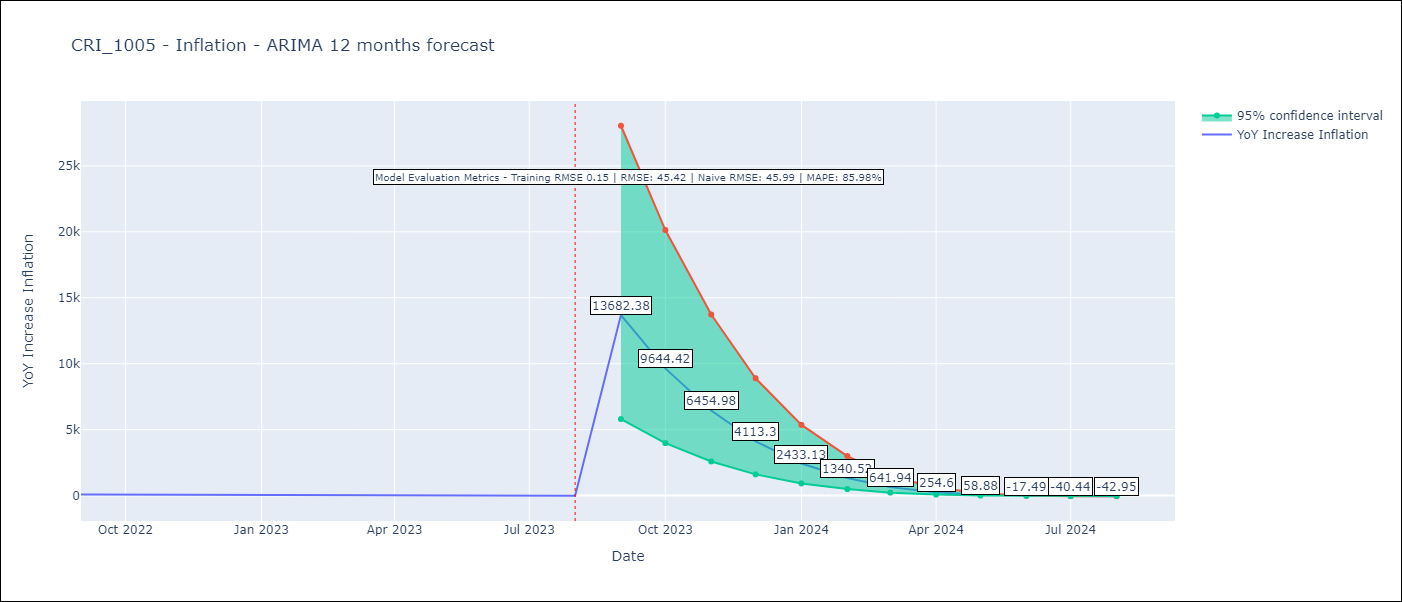 CRI_1005 - Inflation - ARIMA 12 months forecast
95% confidence interval
YoY Increase Inflation
Model Evaluation Metrics - Training RMSE 0.15 | RMSE: 45.42 | Naive RMSE: 45.99 | MAPE: 85.98%
YoY Increase Inflation
25k
20k
15k
10k
5k
0
13682.38
9644.42
6454.98
4113.3
2433.13
1340.52
641.94
254.6
58.88
-17.49
-40.44
-42.95
Oct 2022
Jan 2023
Apr 2023
Jul 2023
Oct 2023
Jan 2024
Apr 2024
Jul 2024
Date